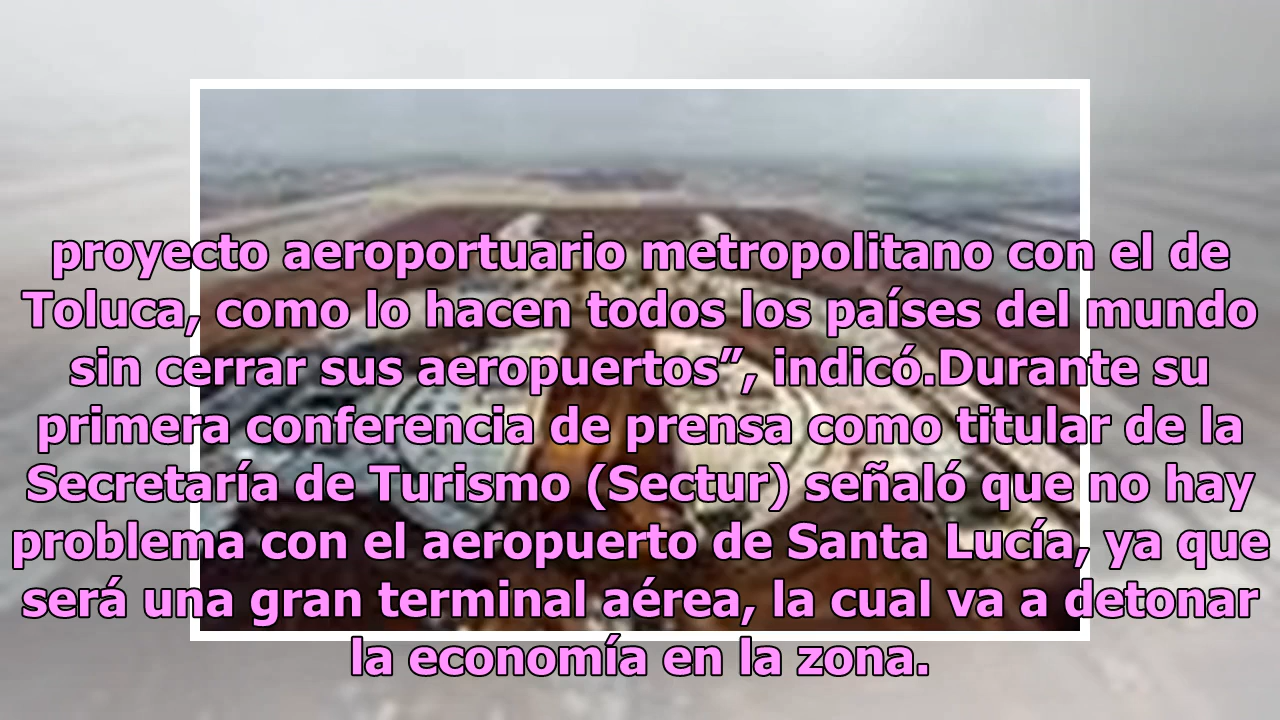 proyecto aeroportuario metropolitano con el de
Toluca, como lo hacen todos los países del mundo
sin cerrar sus aeropuertos”, indicó.Durante su
primera conferencia de prensa como titular de la
Secretaría de Turismo (Sectur) señaló que no hay
problema con el aeropuerto de Santa Lucía, ya que
será una gran terminal aérea, la cual va a detonar
la economía en la zona.